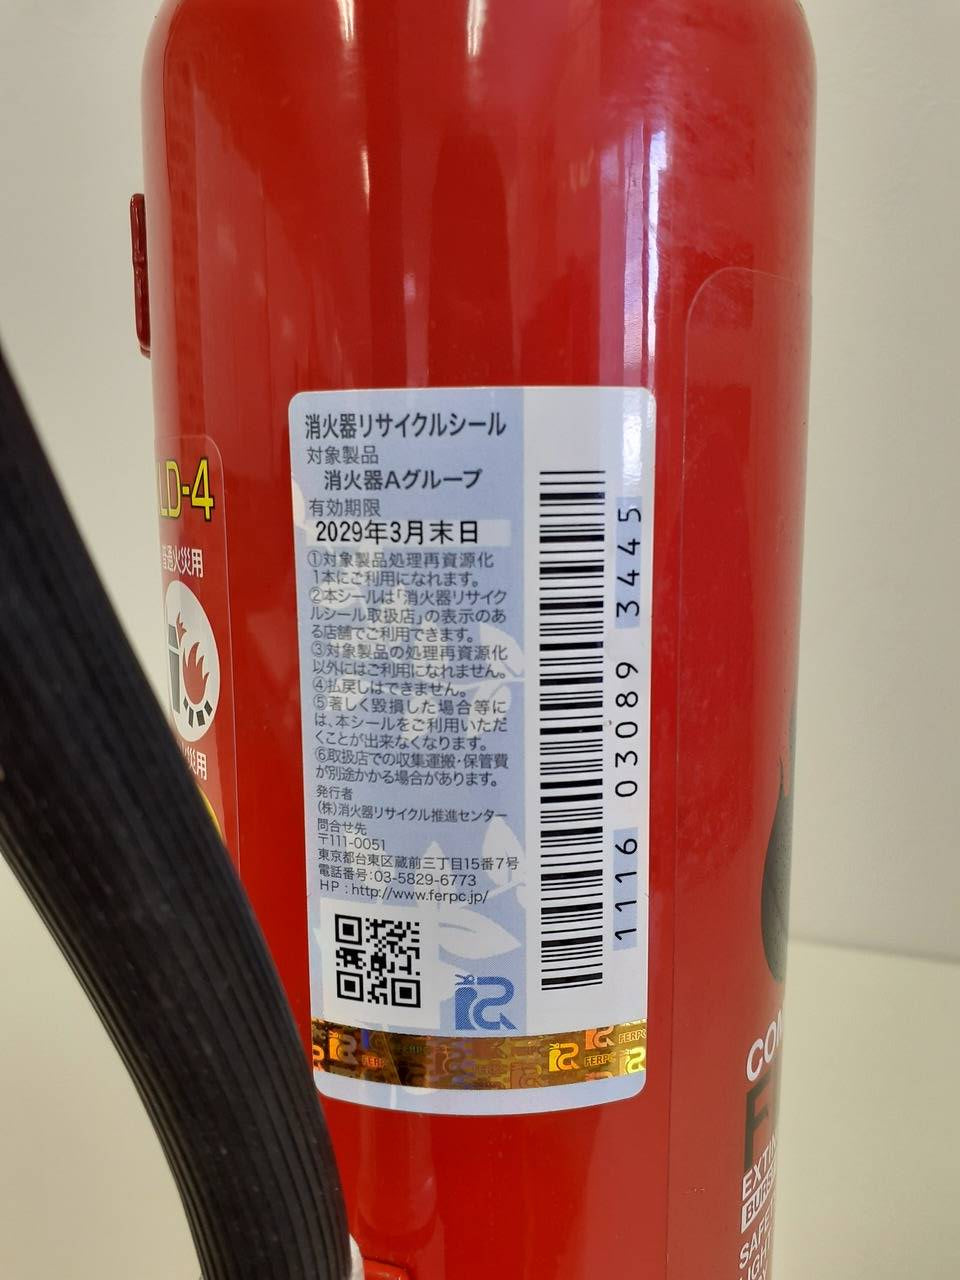 消火器リサイクルシール
対象製品
消火器Aグループ
有効期限
2029年3月末日
①対象製品処理再資源化
1本にご利用になれます。
②本シールは「消火器リサイク
ルシール取扱店」の表示のあ
る店舗でご利用できます。
③対象製品の処理再資源化
以外にはご利用になれません。
④払戻しはできません。
⑤著しく毀損した場合等に
は、本シールをご利用いただ
くことが出来なくなります。
⑥取扱店での収集運搬・保管費
が別途かかる場合があります。
発行者
(株)消火器リサイクル推進センター
問合せ先
〒111-0051
東京都台東区蔵前三丁目15番7号
電話番号:03-5829-6773
HP : http://www.ferpc.jp/
1116 03089 3445
FERPC
LD-4
普通火災用
火災用